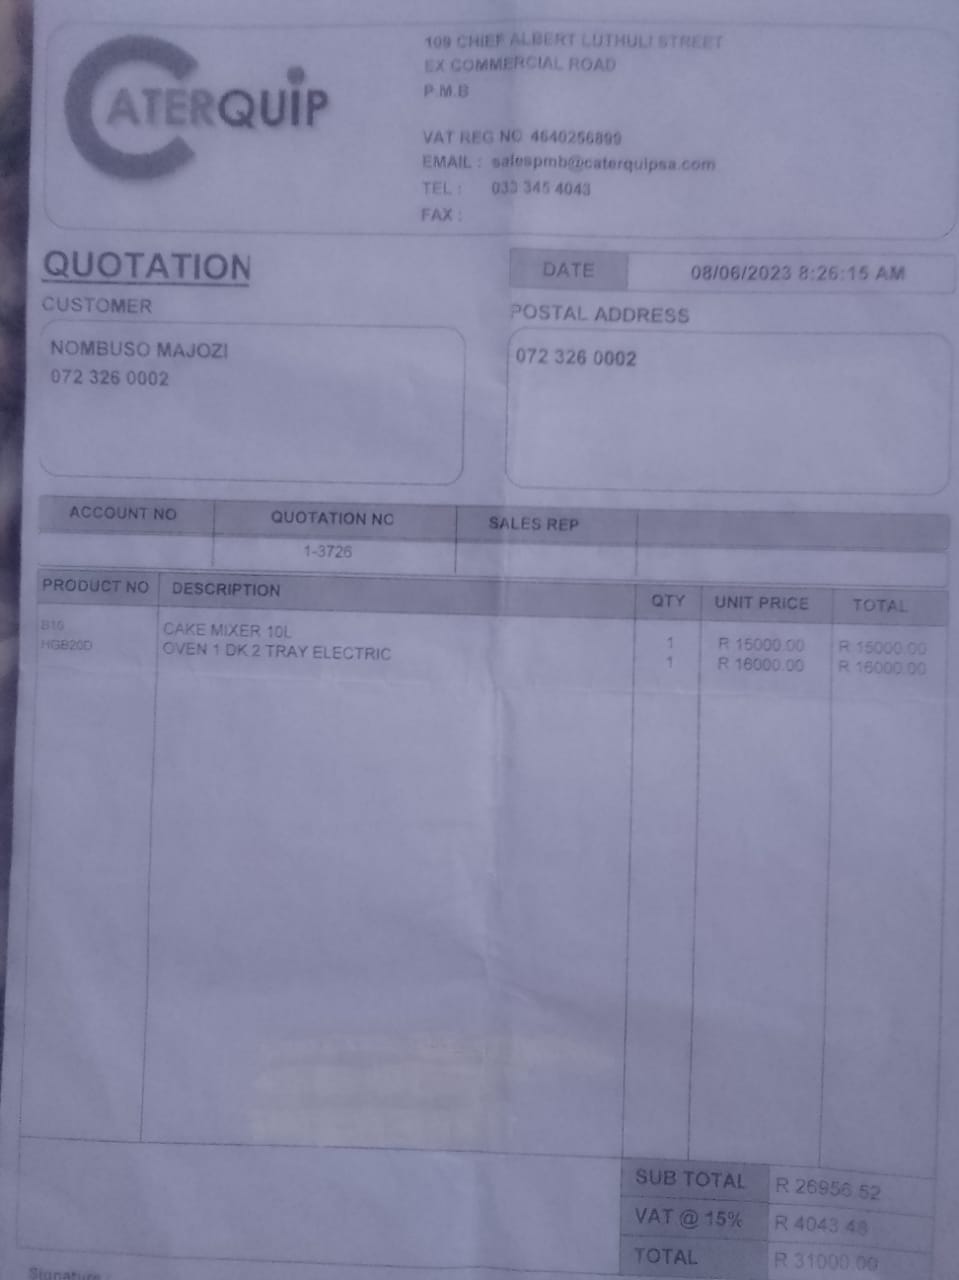 CATERQUIP
109 CHIEF ALBERT LUTHULI STREET
EX COMMERCIAL ROAD
P.M.B
VAT REG NO 4640256899
EMAIL : salespmb@caterquipsa.com
TEL : 033 345 4043
FAX :
QUOTATION
DATE 08/06/2023 8:26:15 AM
CUSTOMER
POSTAL ADDRESS
NOMBUSO MAJOZI
072 326 0002
072 326 0002
ACCOUNT NO QUOTATION NO SALES REP
1-3726
PRODUCT NO DESCRIPTION QTY UNIT PRICE TOTAL
B10 CAKE MIXER 10L 1 R 15000.00 R 15000.00
HGB20D OVEN 1 DK 2 TRAY ELECTRIC 1 R 16000.00 R 16000.00
SUB TOTAL R 26956.52
VAT @ 15% R 4043.48
TOTAL R 31000.00
Signature